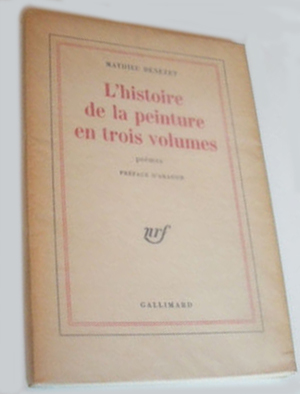 MATHIEU BÉNÉZET
L'histoire
de la peinture
en trois volumes
poèmes
PRÉFACE D'ARAGON
nrf
GALLIMARD